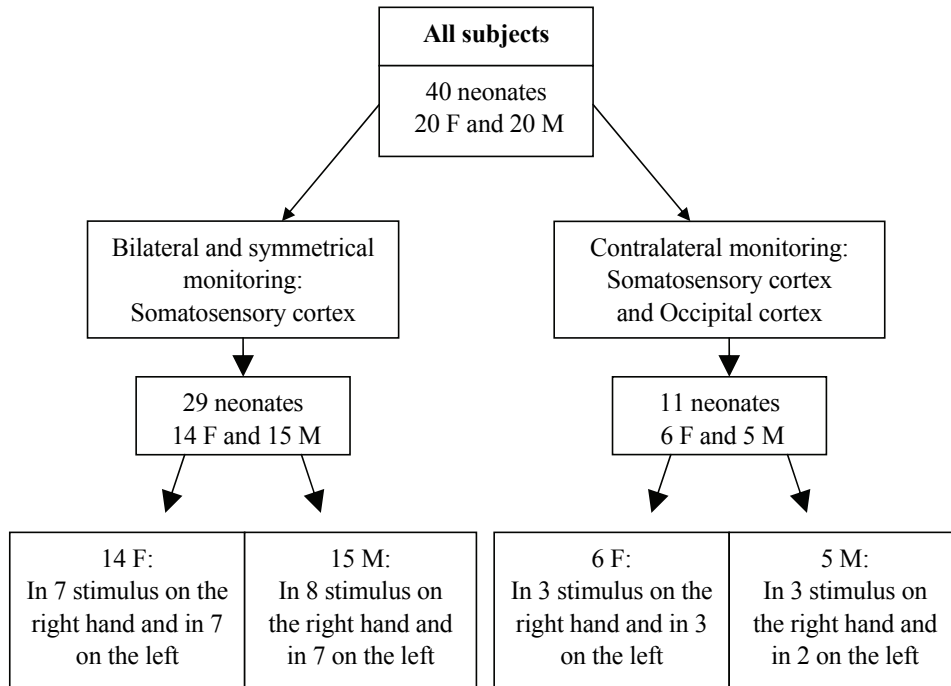 All subjects
40 neonates
20 F and 20 M
Bilateral and symmetrical
monitoring:
Somatosensory cortex
Contralateral monitoring:
Somatosensory cortex
and Occipital cortex
29 neonates
14 F and 15 M
11 neonates
6 F and 5 M
14 F:
In 7 stimulus on the
right hand and in 7
on the left
15 M:
In 8 stimulus on
the right hand and
in 7 on the left
6 F:
In 3 stimulus on the
right hand and in 3
on the left
5 M:
In 3 stimulus on
the right hand and
in 2 on the left